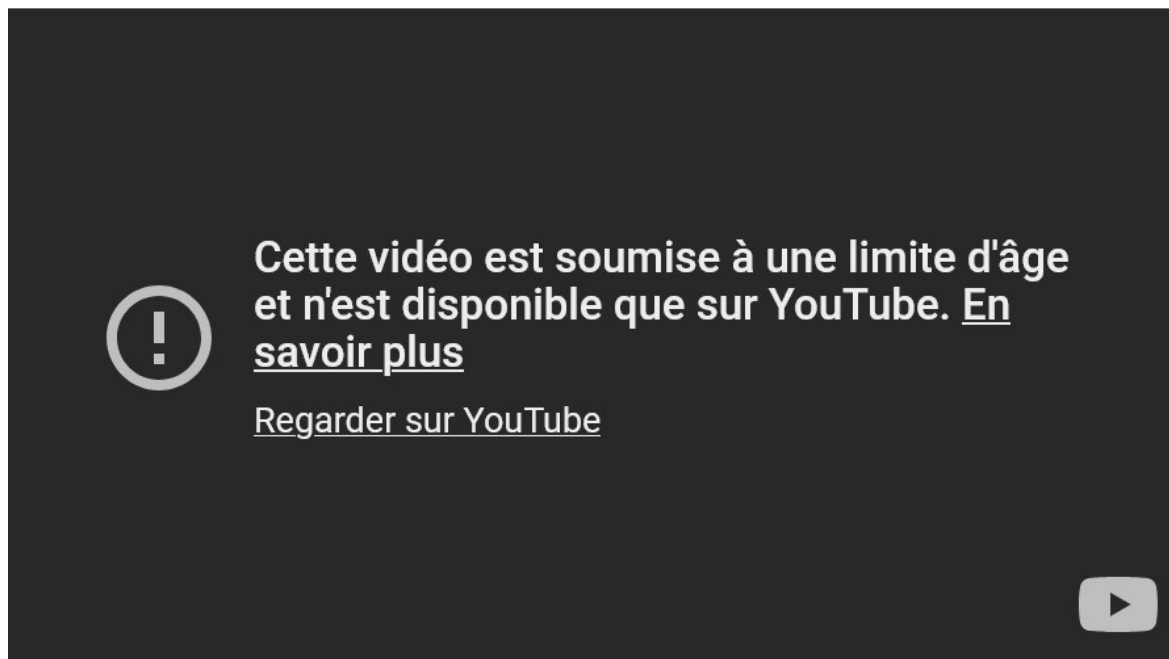 Cette vidéo est soumise à une limite d'âge
et n'est disponible que sur YouTube. En
savoir plus
Regarder sur YouTube